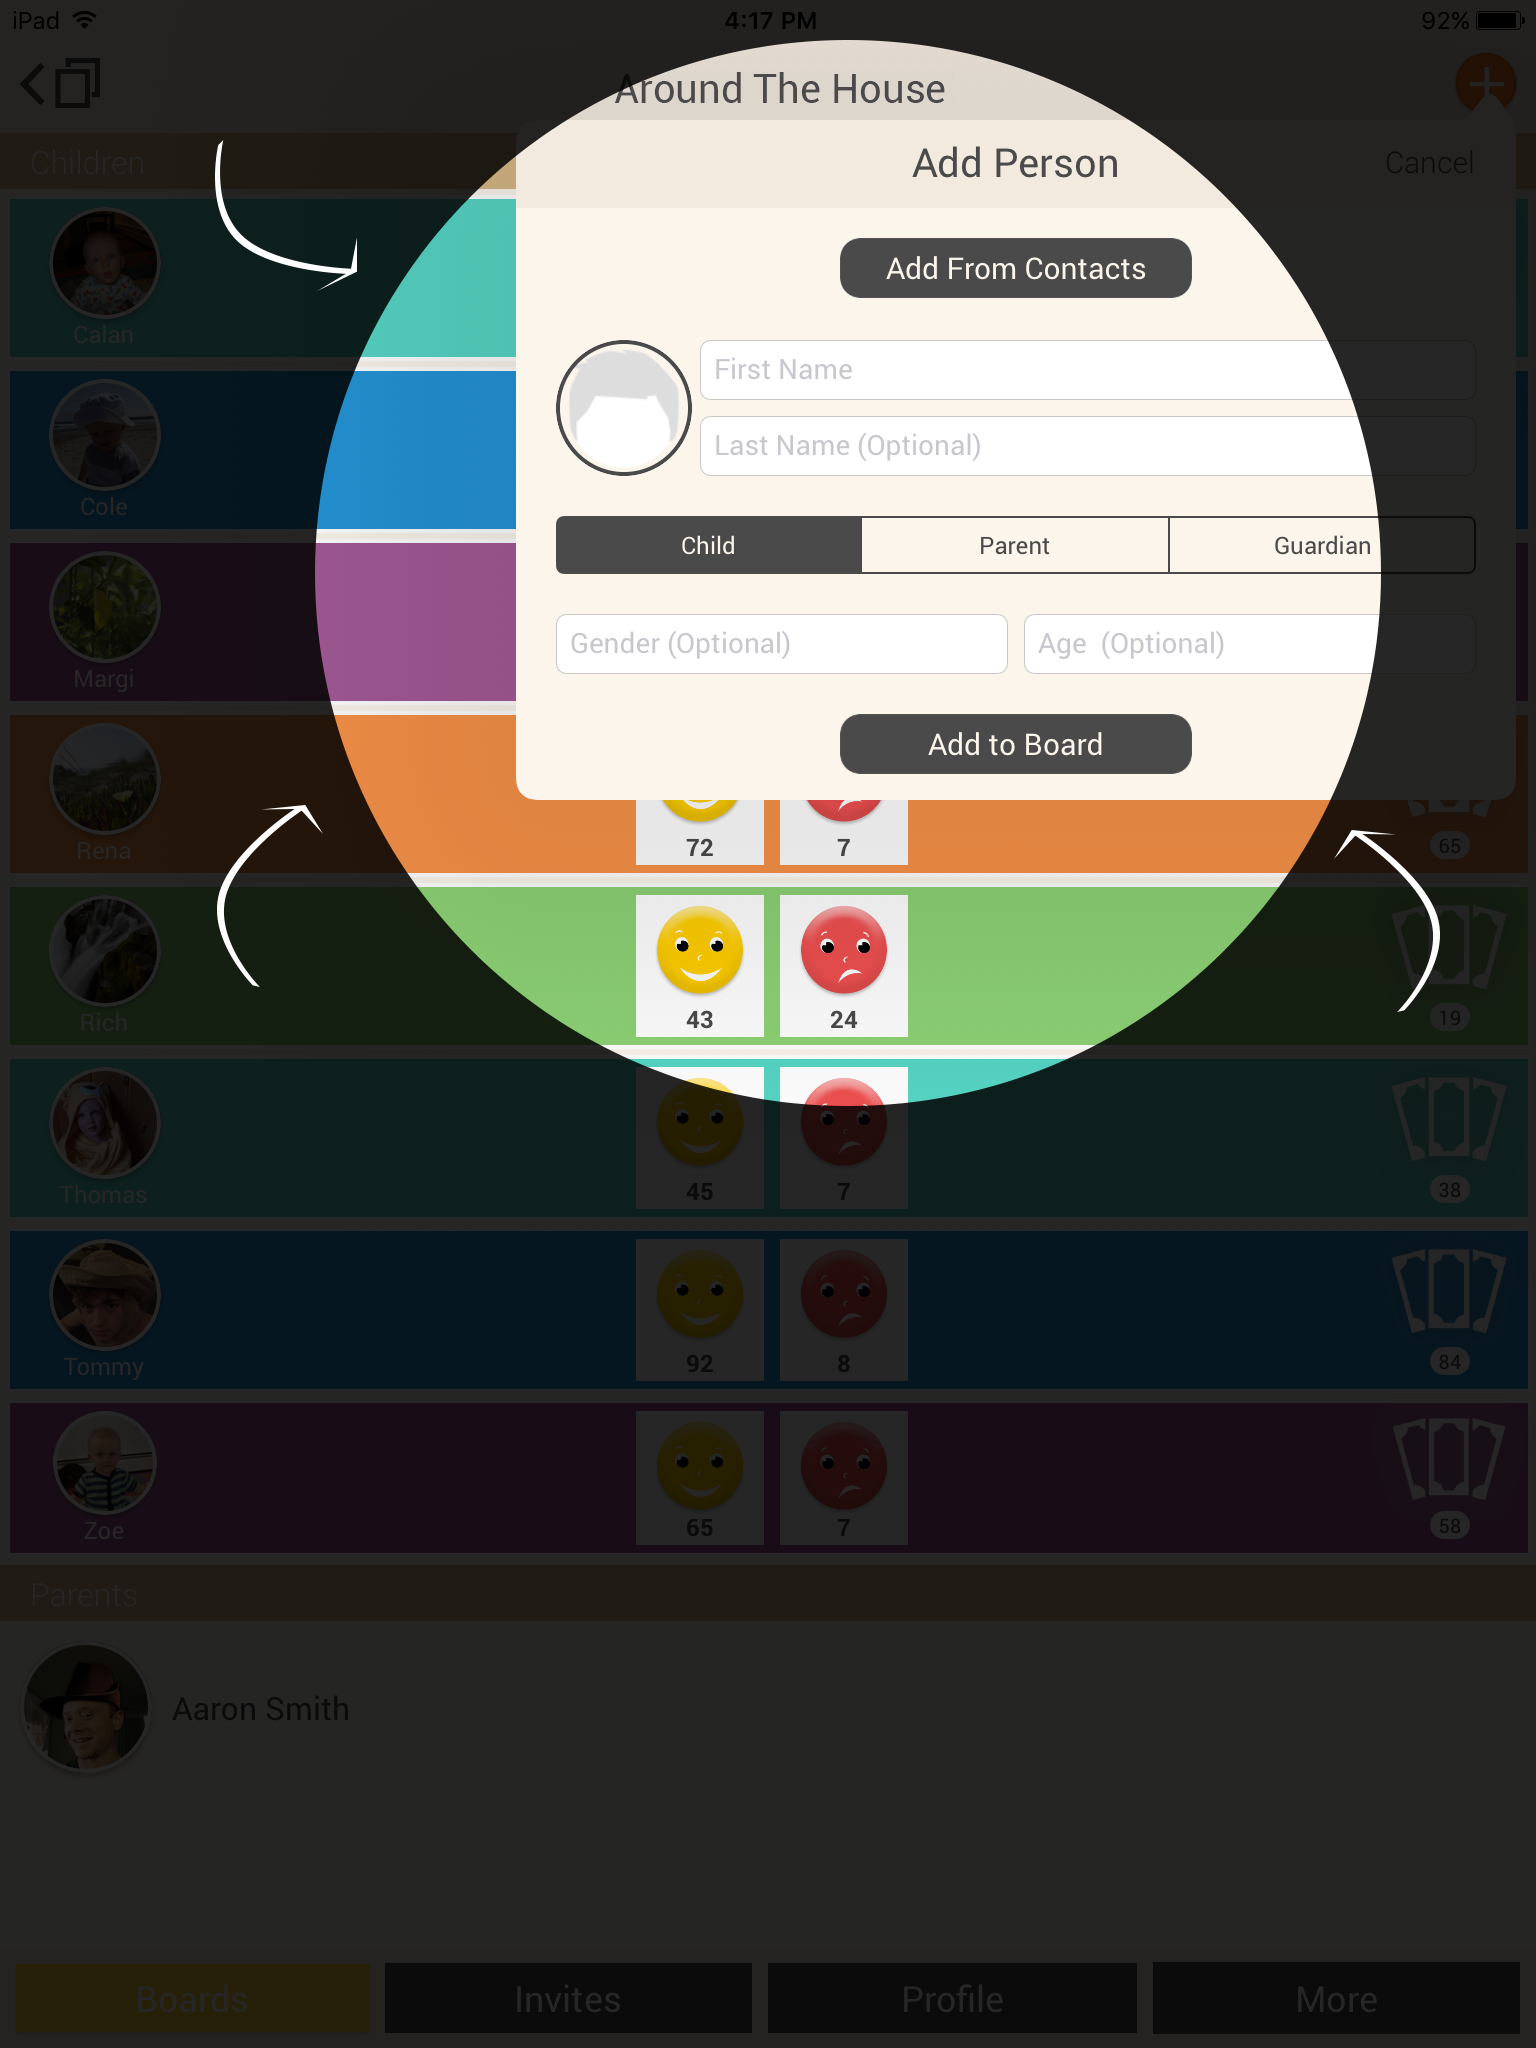 iPad 4:17 PM 92%
Around The House
Children
Add Person Cancel
Add From Contacts
Calan
First Name
Last Name (Optional)
Cole
Child Parent Guardian
Gender (Optional) Age (Optional)
Margi
Add to Board
Rena 72 7 65
Rich 43 24 19
Thomas 45 7 38
Tommy 92 8 84
Zoe 65 7 58
Parents
Aaron Smith
Boards Invites Profile More